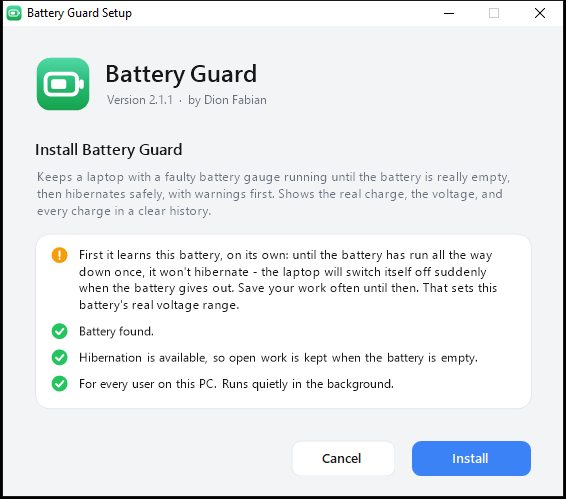 Battery Guard Setup
Battery Guard
Version 2.1.1 · by Dion Fabian
Install Battery Guard
Keeps a laptop with a faulty battery gauge running until the battery is really empty,
then hibernates safely, with warnings first. Shows the real charge, the voltage, and
every charge in a clear history.
First it learns this battery, on its own: until the battery has run all the way
down once, it won't hibernate - the laptop will switch itself off suddenly
when the battery gives out. Save your work often until then. That sets this
battery's real voltage range.
Battery found.
Hibernation is available, so open work is kept when the battery is empty.
For every user on this PC. Runs quietly in the background.
Cancel
Install